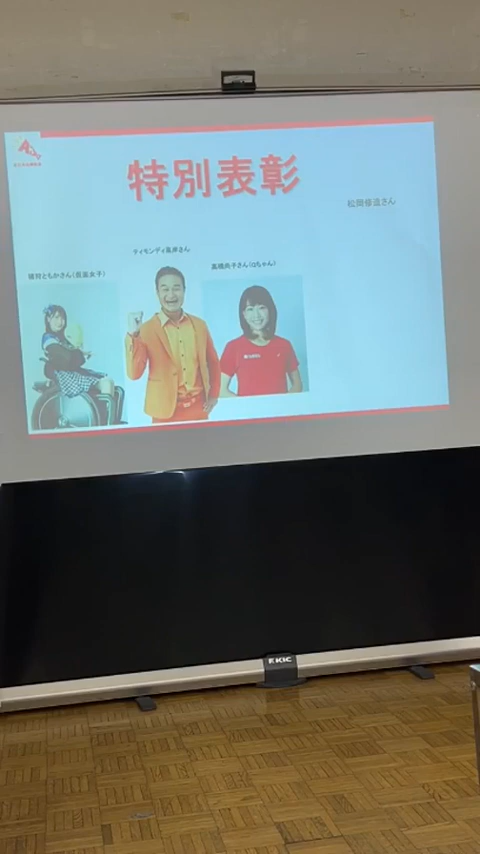 特別表彰
松岡修造さん
ティモンディ高岸さん
猪狩ともかさん（仮面女子）
高橋尚子さん（Qちゃん）
KIC